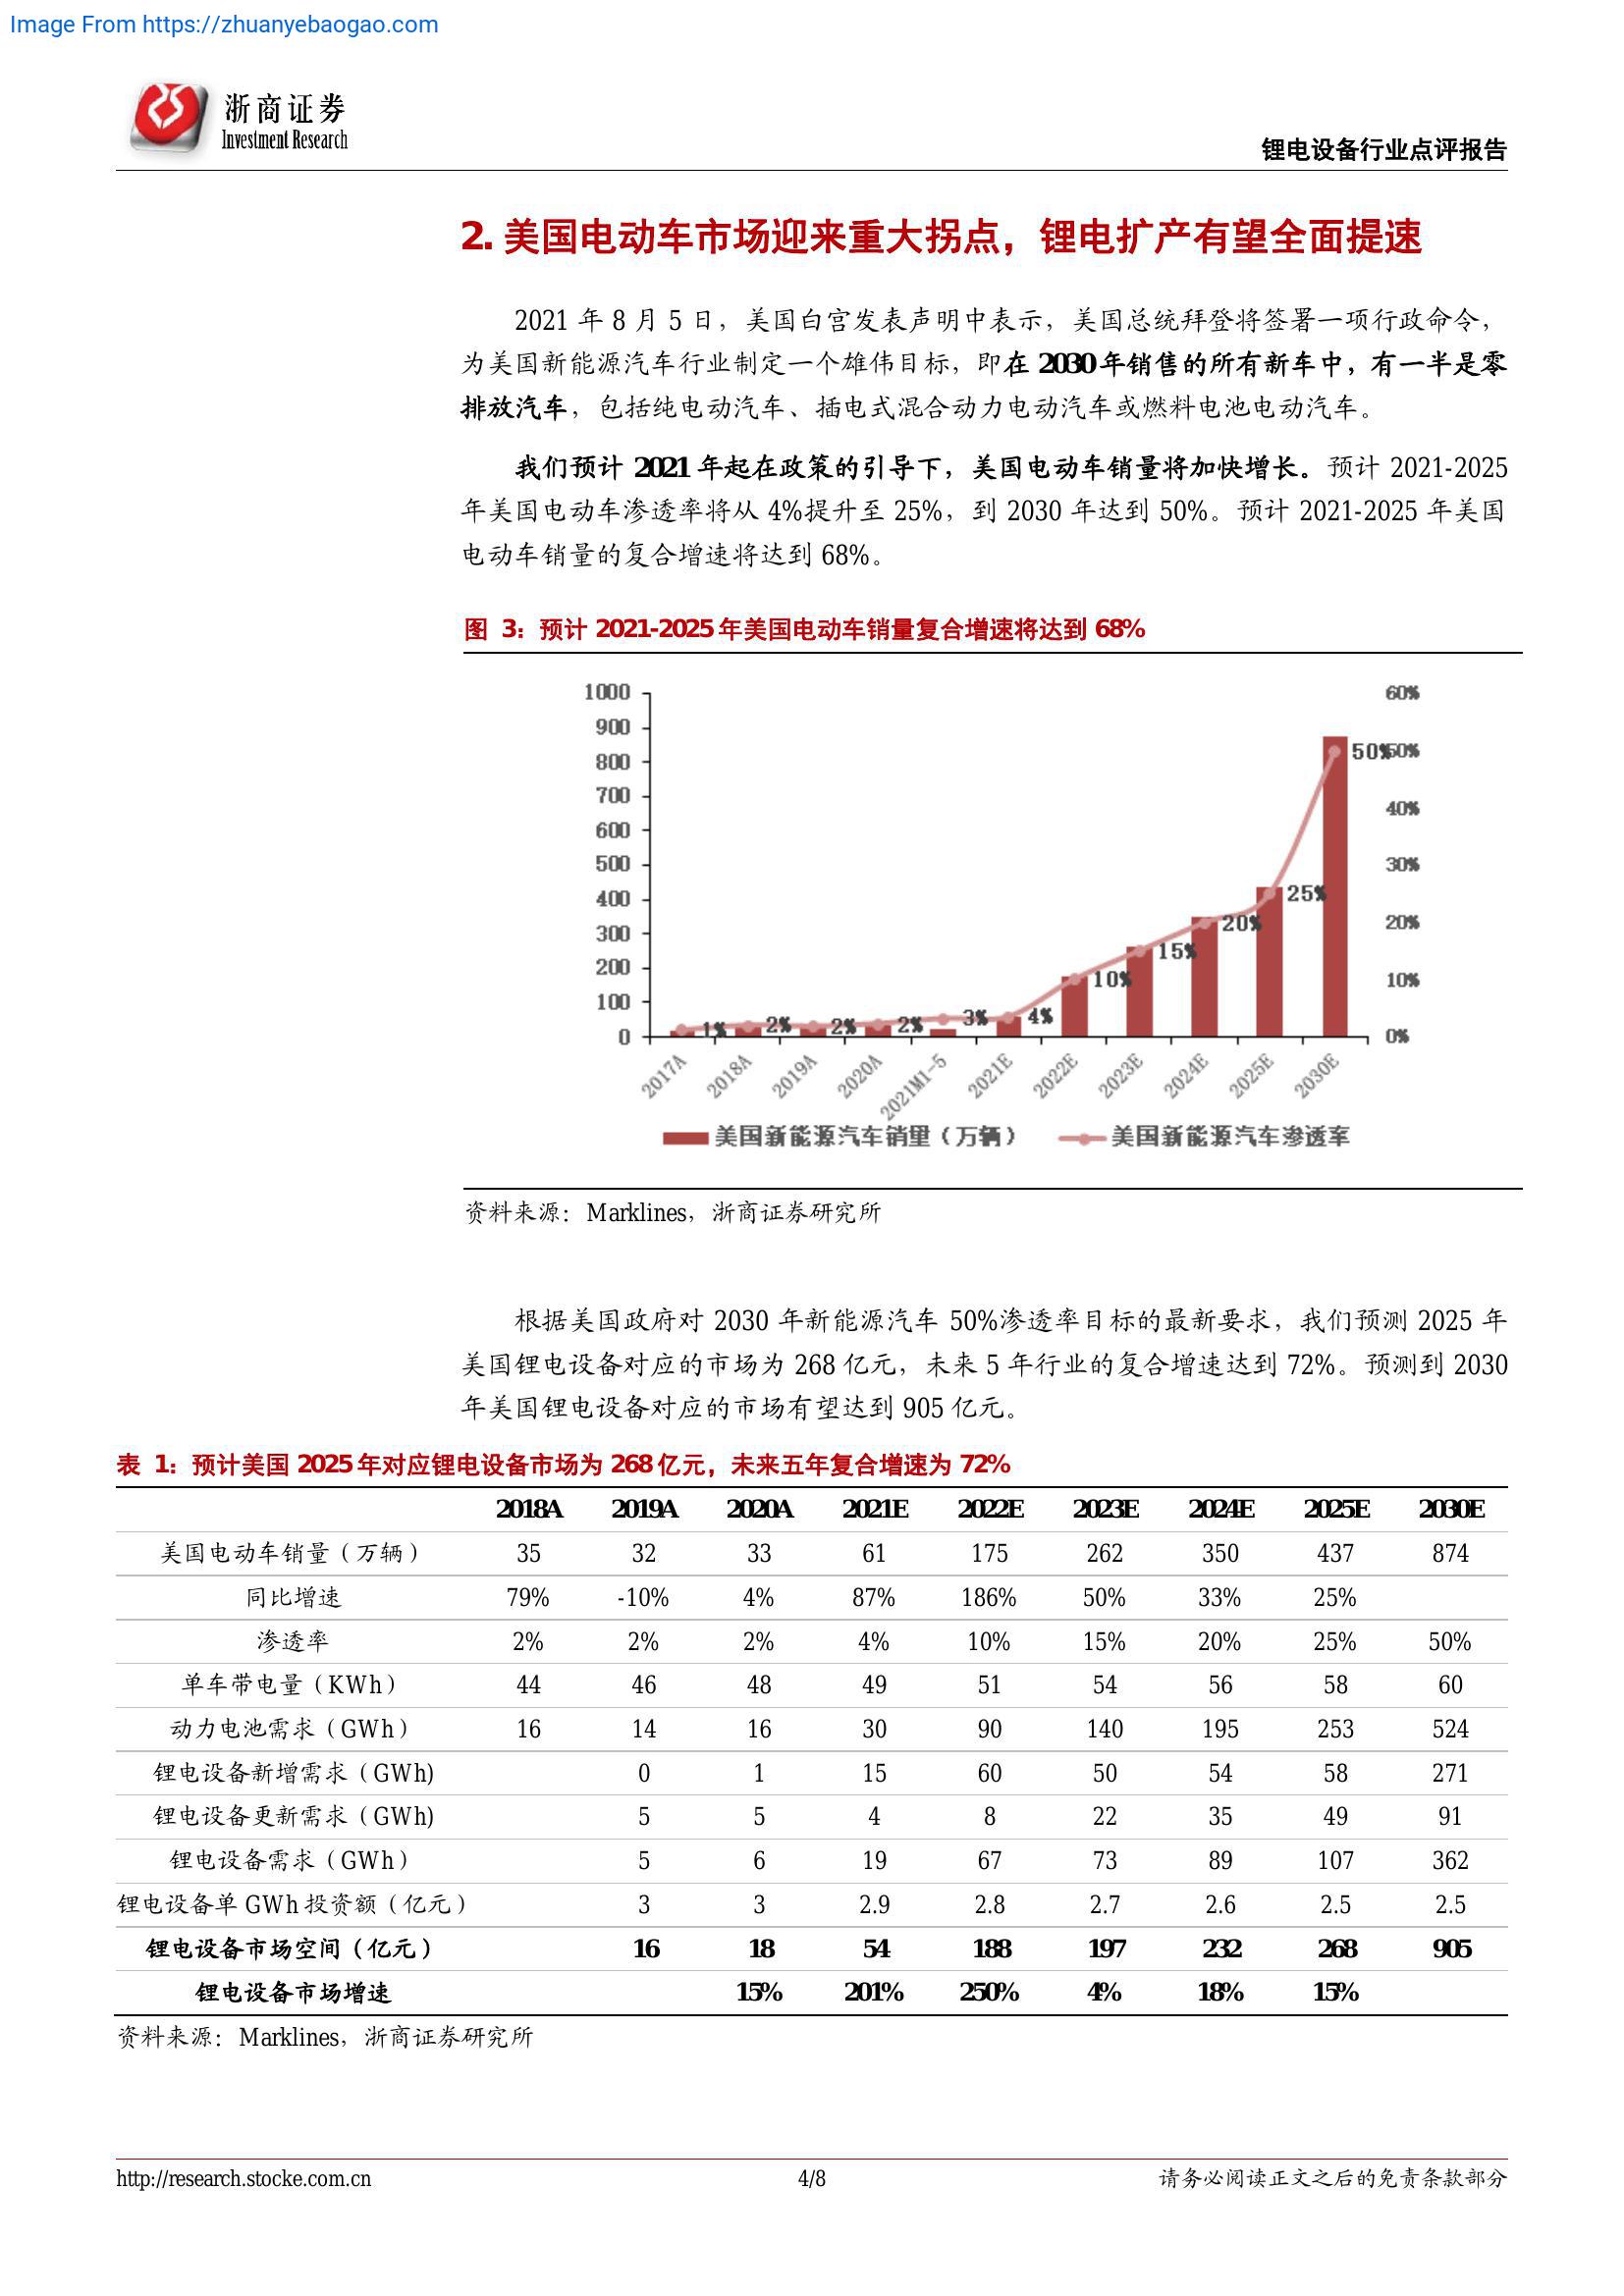 Image From https://zhuanyebaogao.com
浙商证券
Investment Research
锂电设备行业点评报告
2. 美国电动车市场迎来重大拐点，锂电扩产有望全面提速
2021 年 8 月 5 日，美国白宫发表声明中表示，美国总统拜登将签署一项行政命令，
为美国新能源汽车行业制定一个雄伟目标，即在 2030 年销售的所有新车中，有一半是零
排放汽车，包括纯电动汽车、插电式混合动力电动汽车或燃料电池电动汽车。
我们预计 2021 年起在政策的引导下，美国电动车销量将加快增长。预计 2021-2025
年美国电动车渗透率将从 4%提升至 25%，到 2030 年达到 50%。预计 2021-2025 年美国
电动车销量的复合增速将达到 68%。
图 3：预计 2021-2025 年美国电动车销量复合增速将达到 68%
1000 60%
900
800 50% 50%
700
600 40%
500 30%
400 25%
300 20% 20%
200 15%
100 10% 10%
0 1% 2% 2% 2% 3% 4% 0%
2017A 2018A 2019A 2020A 2021M1-5 2021E 2022E 2023E 2024E 2025E 2030E
美国新能源汽车销量（万辆） 美国新能源汽车渗透率
资料来源：Marklines，浙商证券研究所
根据美国政府对 2030 年新能源汽车 50%渗透率目标的最新要求，我们预测 2025 年
美国锂电设备对应的市场为 268 亿元，未来 5 年行业的复合增速达到 72%。预测到 2030
年美国锂电设备对应的市场有望达到 905 亿元。
表 1：预计美国 2025 年对应锂电设备市场为 268 亿元，未来五年复合增速为 72%
2018A 2019A 2020A 2021E 2022E 2023E 2024E 2025E 2030E
美国电动车销量（万辆） 35 32 33 61 175 262 350 437 874
同比增速 79% -10% 4% 87% 186% 50% 33% 25%
渗透率 2% 2% 2% 4% 10% 15% 20% 25% 50%
单车带电量（KWh） 44 46 48 49 51 54 56 58 60
动力电池需求（GWh） 16 14 16 30 90 140 195 253 524
锂电设备新增需求（GWh) 0 1 15 60 50 54 58 271
锂电设备更新需求（GWh) 5 5 4 8 22 35 49 91
锂电设备需求（GWh） 5 6 19 67 73 89 107 362
锂电设备单 GWh 投资额（亿元） 3 3 2.9 2.8 2.7 2.6 2.5 2.5
锂电设备市场空间（亿元） 16 18 54 188 197 232 268 905
锂电设备市场增速 15% 201% 250% 4% 18% 15%
资料来源：Marklines，浙商证券研究所
http://research.stocke.com.cn 4/8 请务必阅读正文之后的免责条款部分